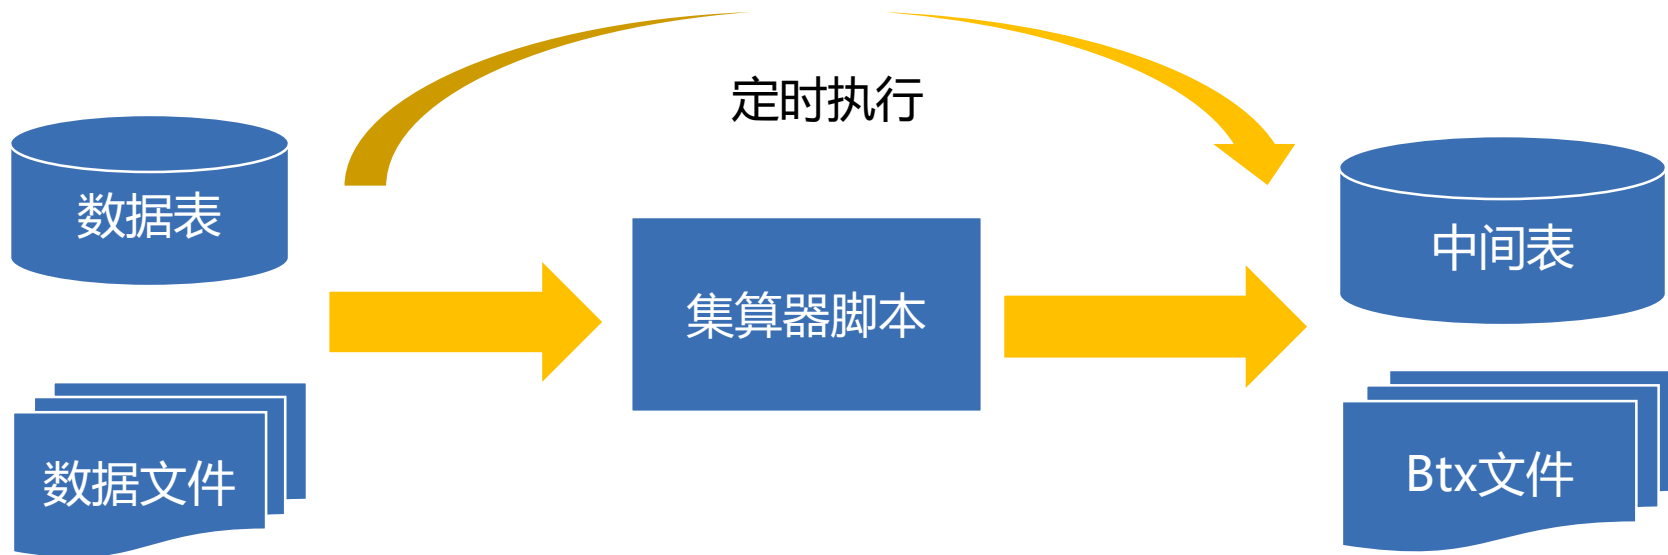 定时执行
数据表
集算器脚本
中间表
数据文件
Btx文件